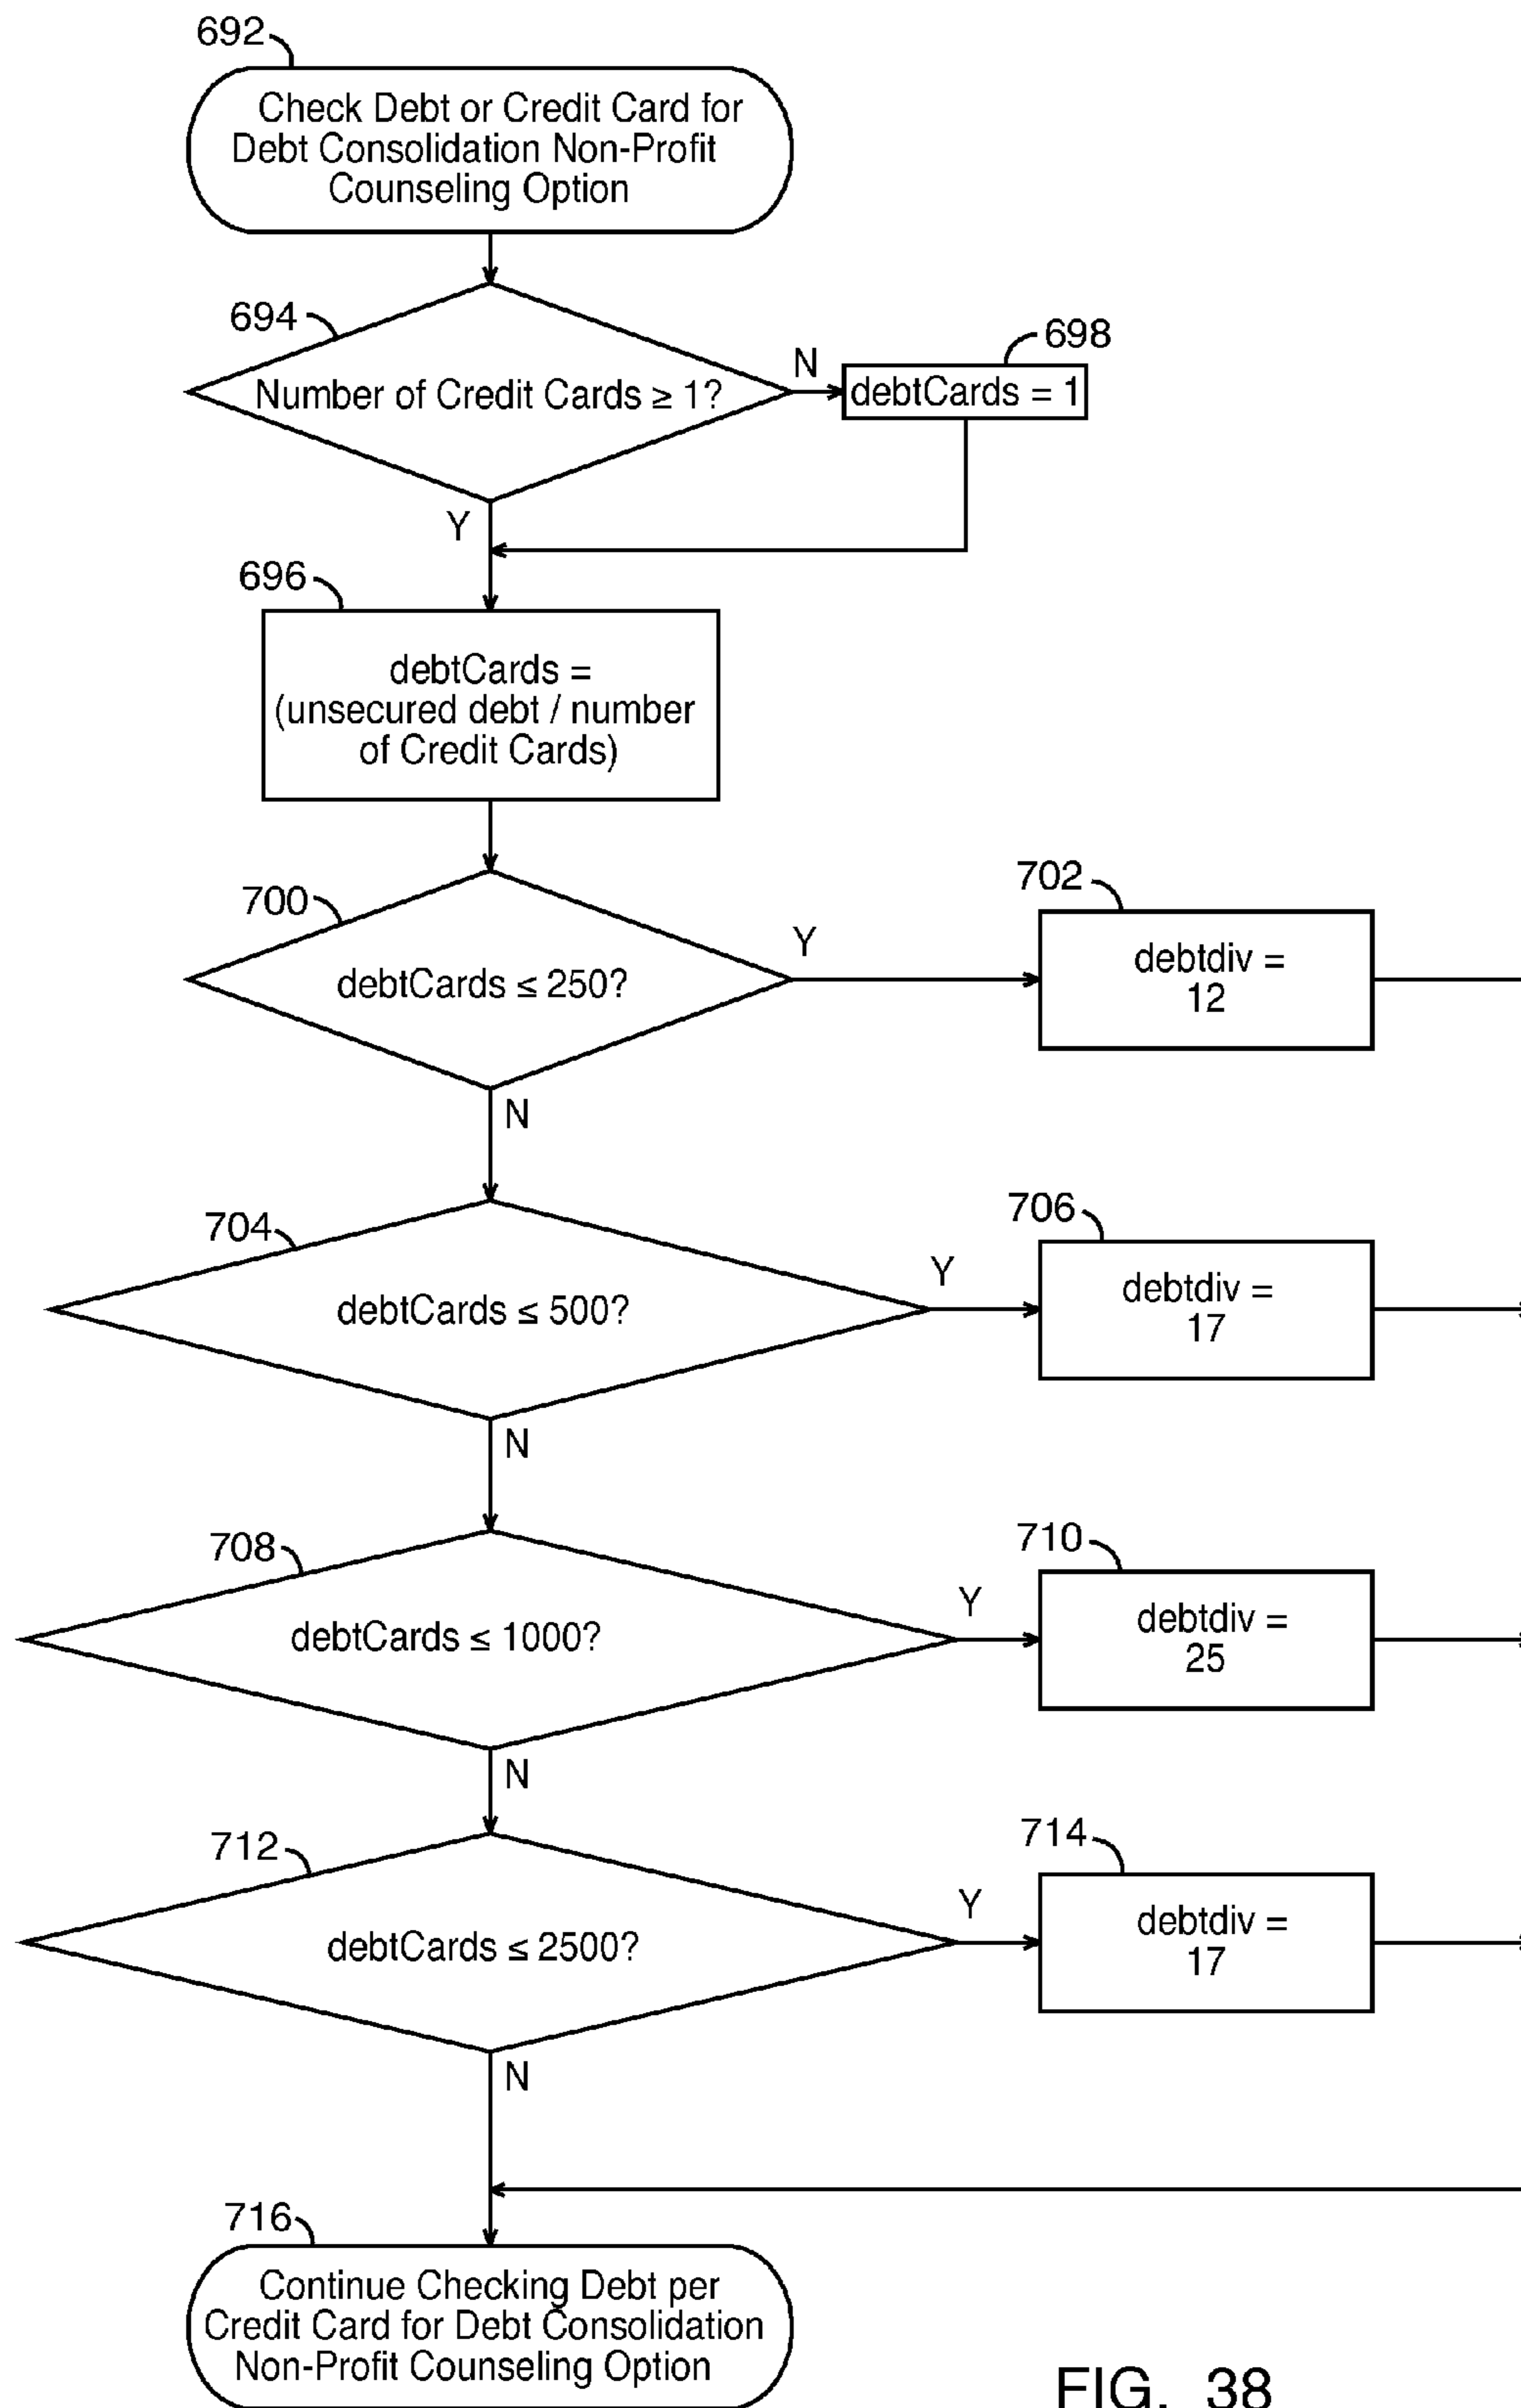 692
Check Debt or Credit Card for
Debt Consolidation Non-Profit
Counseling Option
694
Number of Credit Cards ≥ 1?
N
698
debtCards = 1
Y
696
debtCards =
(unsecured debt / number
of Credit Cards)
700
debtCards ≤ 250?
Y
702
debtdiv =
12
N
704
debtCards ≤ 500?
Y
706
debtdiv =
17
N
708
debtCards ≤ 1000?
Y
710
debtdiv =
25
N
712
debtCards ≤ 2500?
Y
714
debtdiv =
17
N
716
Continue Checking Debt per
Credit Card for Debt Consolidation
Non-Profit Counseling Option
FIG. 38